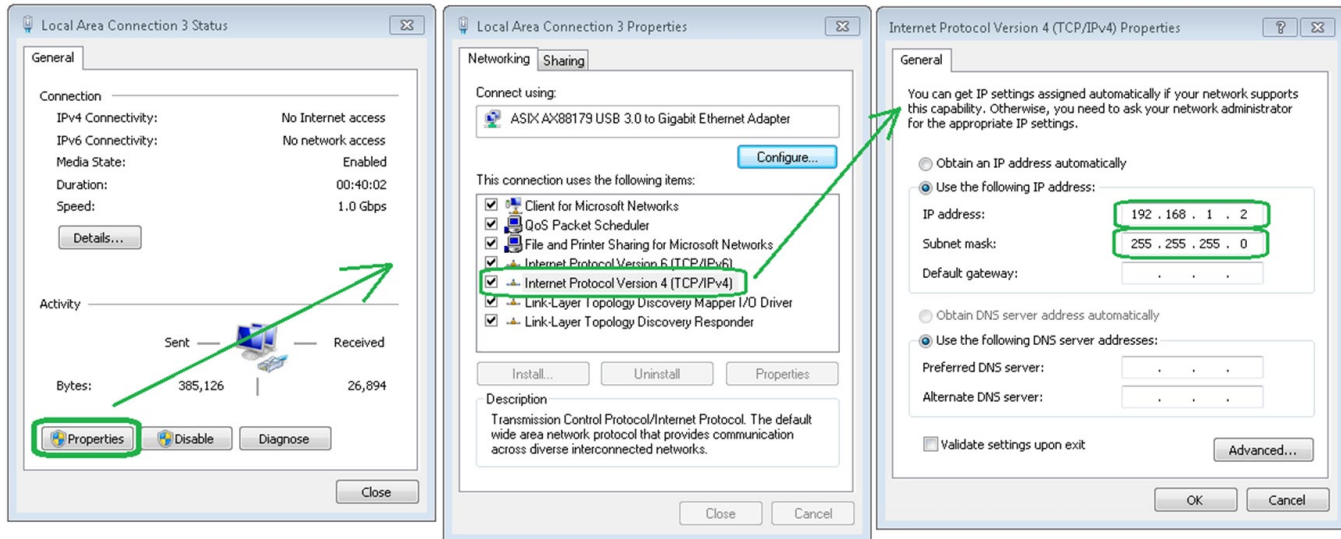 Local Area Connection 3 Status
General
Connection
IPv4 Connectivity: No Internet access
IPv6 Connectivity: No network access
Media State: Enabled
Duration: 00:40:02
Speed: 1.0 Gbps
Details...
Activity
Sent Received
Bytes: 385,126 26,894
Properties Disable Diagnose
Close
Local Area Connection 3 Properties
Networking Sharing
Connect using:
ASIX AX88179 USB 3.0 to Gigabit Ethernet Adapter
Configure...
This connection uses the following items:
Client for Microsoft Networks
QoS Packet Scheduler
File and Printer Sharing for Microsoft Networks
Internet Protocol Version 6 (TCP/IPv6)
Internet Protocol Version 4 (TCP/IPv4)
Link-Layer Topology Discovery Mapper I/O Driver
Link-Layer Topology Discovery Responder
Install... Uninstall Properties
Description
Transmission Control Protocol/Internet Protocol. The default
wide area network protocol that provides communication
across diverse interconnected networks.
Close Cancel
Internet Protocol Version 4 (TCP/IPv4) Properties
General
You can get IP settings assigned automatically if your network supports
this capability. Otherwise, you need to ask your network administrator
for the appropriate IP settings.
Obtain an IP address automatically
Use the following IP address:
IP address: 192 . 168 . 1 . 2
Subnet mask: 255 . 255 . 255 . 0
Default gateway: . . .
Obtain DNS server address automatically
Use the following DNS server addresses:
Preferred DNS server: . . .
Alternate DNS server: . . .
Validate settings upon exit
Advanced...
OK Cancel